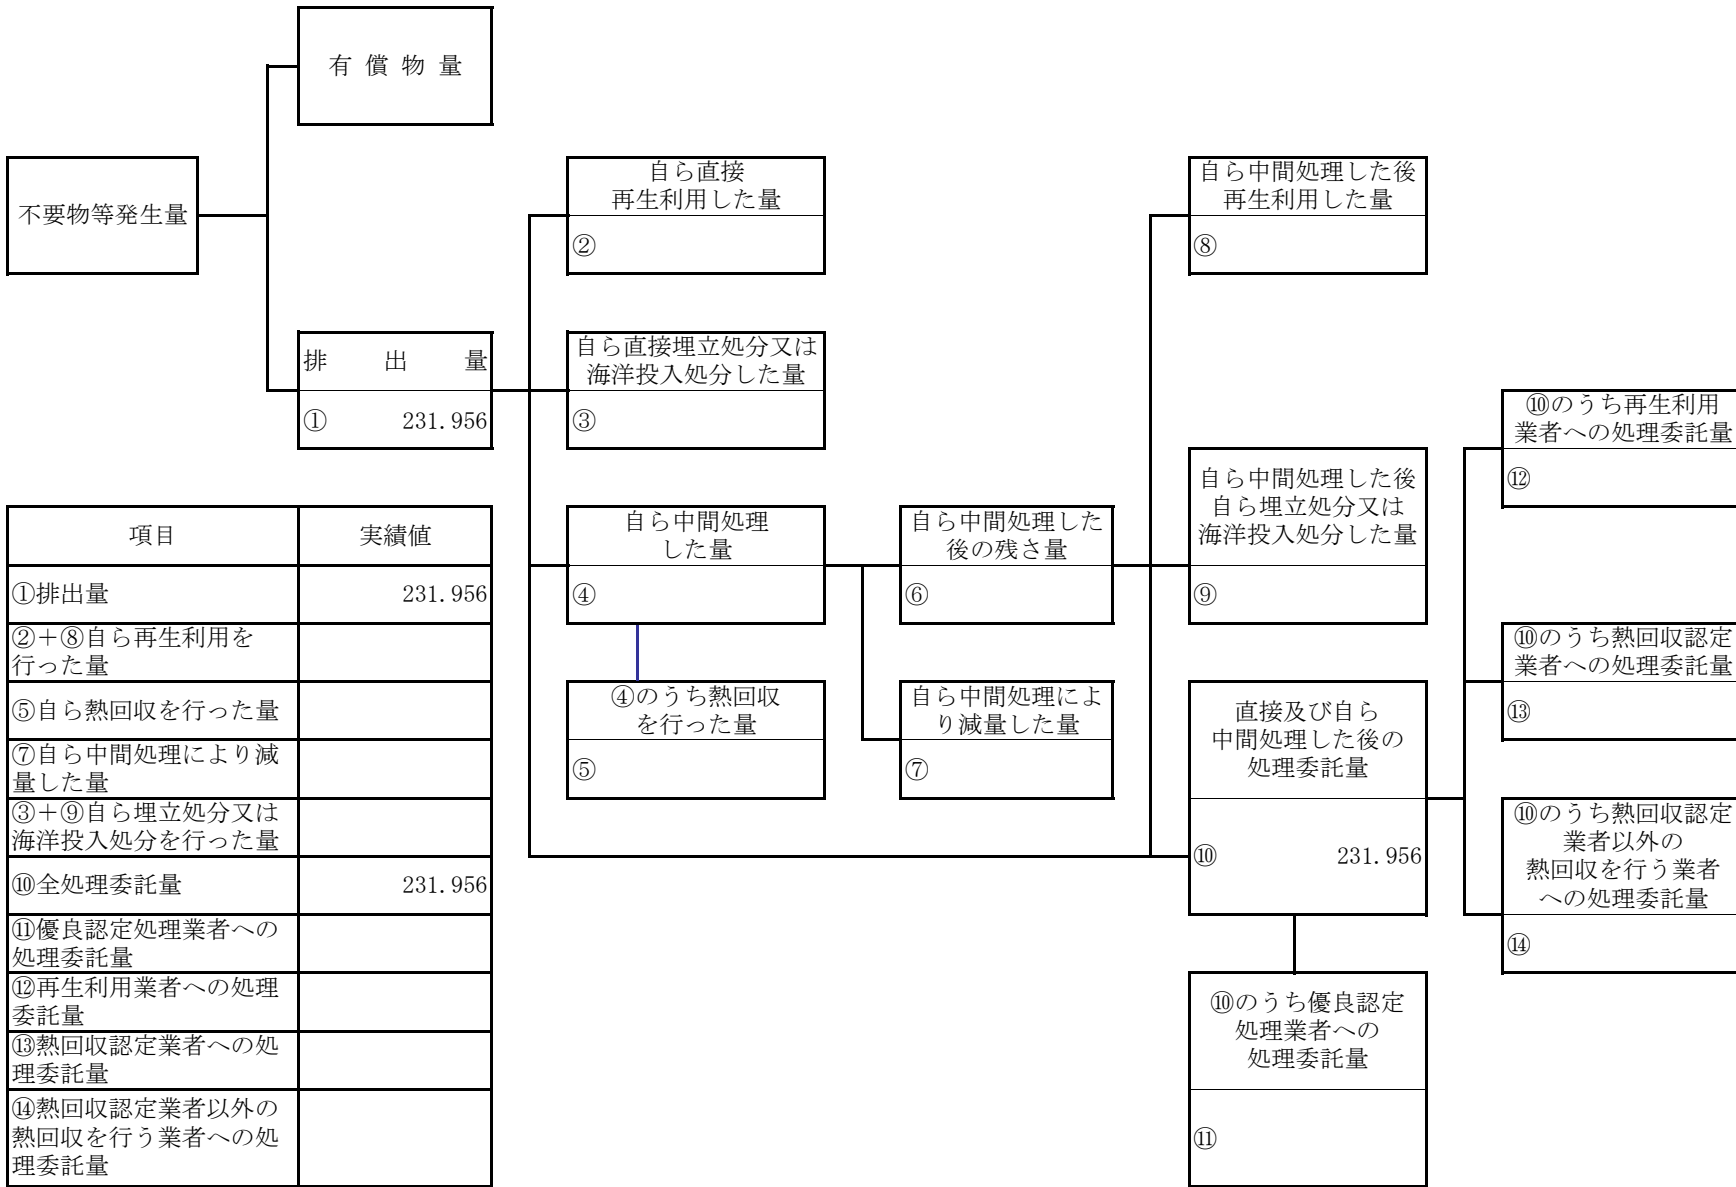 有 償 物 量
不要物等発生量
自ら直接
再生利用した量
②
自ら中間処理した後
再生利用した量
⑧
排 出 量
① 231.956
自ら直接埋立処分又は
海洋投入処分した量
③
⑩のうち再生利用
業者への処理委託量
⑫
自ら中間処理した後
自ら埋立処分又は
海洋投入処分した量
⑨
自ら中間処理
した量
④
自ら中間処理した
後の残さ量
⑥
⑩のうち熱回収認定
業者への処理委託量
⑬
④のうち熱回収
を行った量
⑤
自ら中間処理によ
り減量した量
⑦
直接及び自ら
中間処理した後の
処理委託量
⑩ 231.956
⑩のうち熱回収認定
業者以外の
熱回収を行う業者
への処理委託量
⑭
⑩のうち優良認定
処理業者への
処理委託量
⑪
項目 実績値
①排出量 231.956
②＋⑧自ら再生利用を
行った量
⑤自ら熱回収を行った量
⑦自ら中間処理により減
量した量
③＋⑨自ら埋立処分又は
海洋投入処分を行った量
⑩全処理委託量 231.956
⑪優良認定処理業者への
処理委託量
⑫再生利用業者への処理
委託量
⑬熱回収認定業者への処
理委託量
⑭熱回収認定業者以外の
熱回収を行う業者への処
理委託量